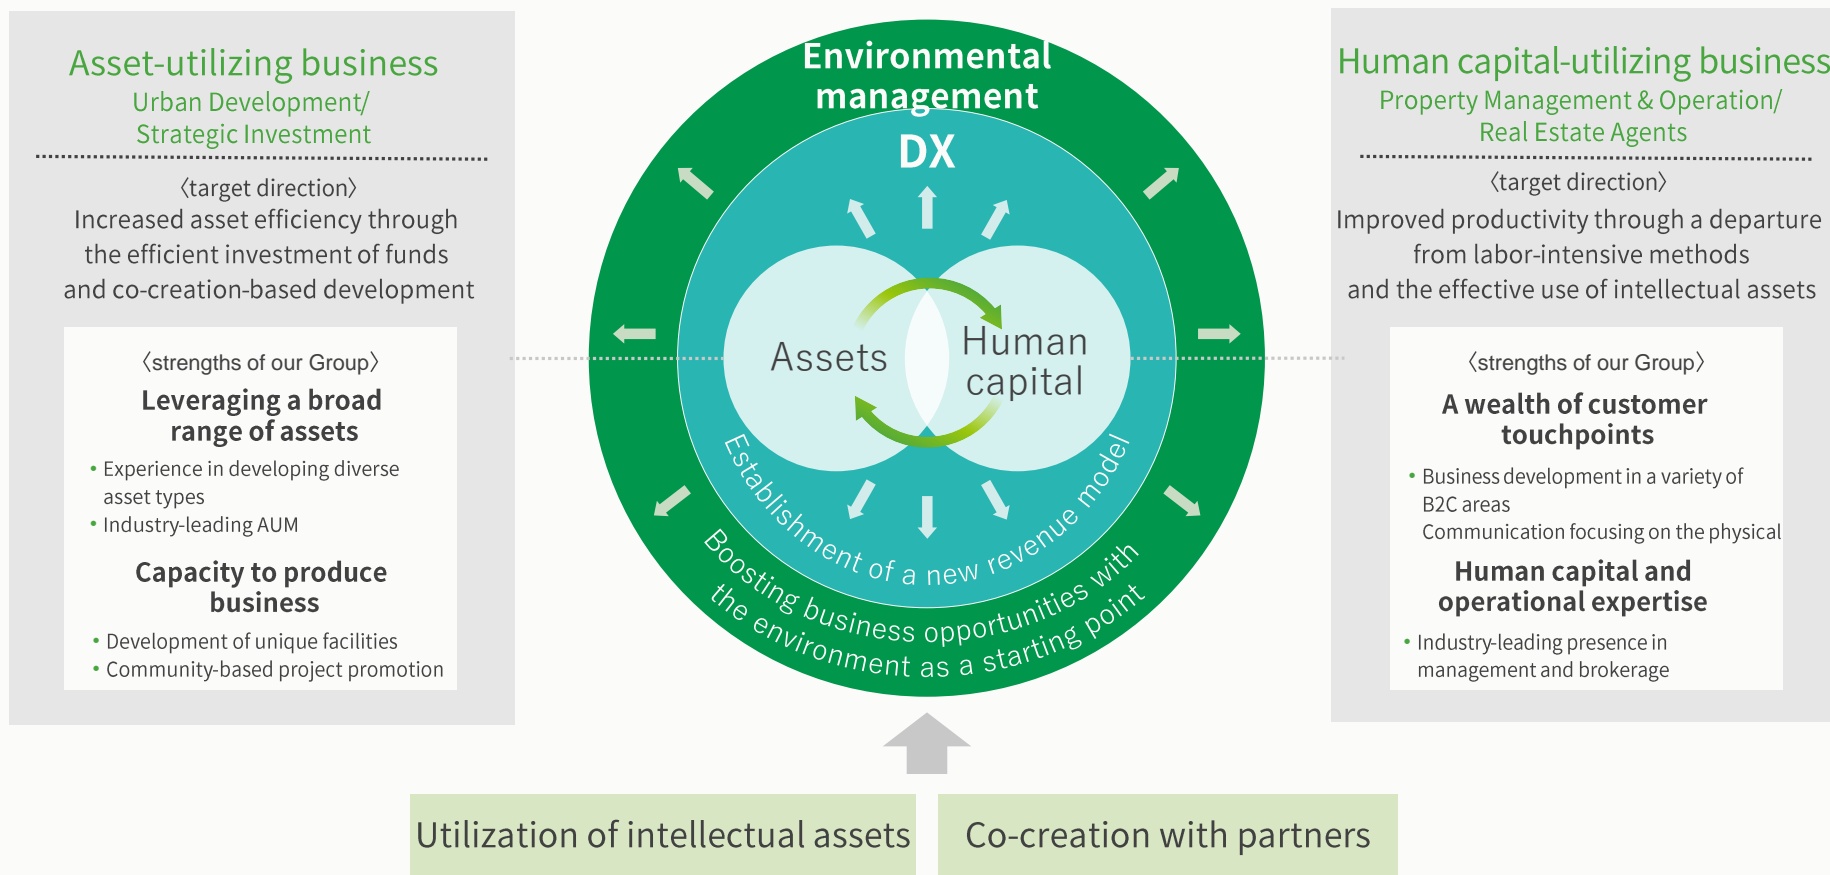 Asset-utilizing business
Urban Development/
Strategic Investment
〈target direction〉
Increased asset efficiency through
the efficient investment of funds
and co-creation-based development
〈strengths of our Group〉
Leveraging a broad
range of assets
• Experience in developing diverse
asset types
• Industry-leading AUM
Capacity to produce
business
• Development of unique facilities
• Community-based project promotion
Environmental
management
DX
Assets
Human
capital
Establishment of a new revenue model
Boosting business opportunities with
the environment as a starting point
Human capital-utilizing business
Property Management & Operation/
Real Estate Agents
〈target direction〉
Improved productivity through a departure
from labor-intensive methods
and the effective use of intellectual assets
〈strengths of our Group〉
A wealth of customer
touchpoints
• Business development in a variety of
B2C areas
Communication focusing on the physical
Human capital and
operational expertise
• Industry-leading presence in
management and brokerage
Utilization of intellectual assets
Co-creation with partners